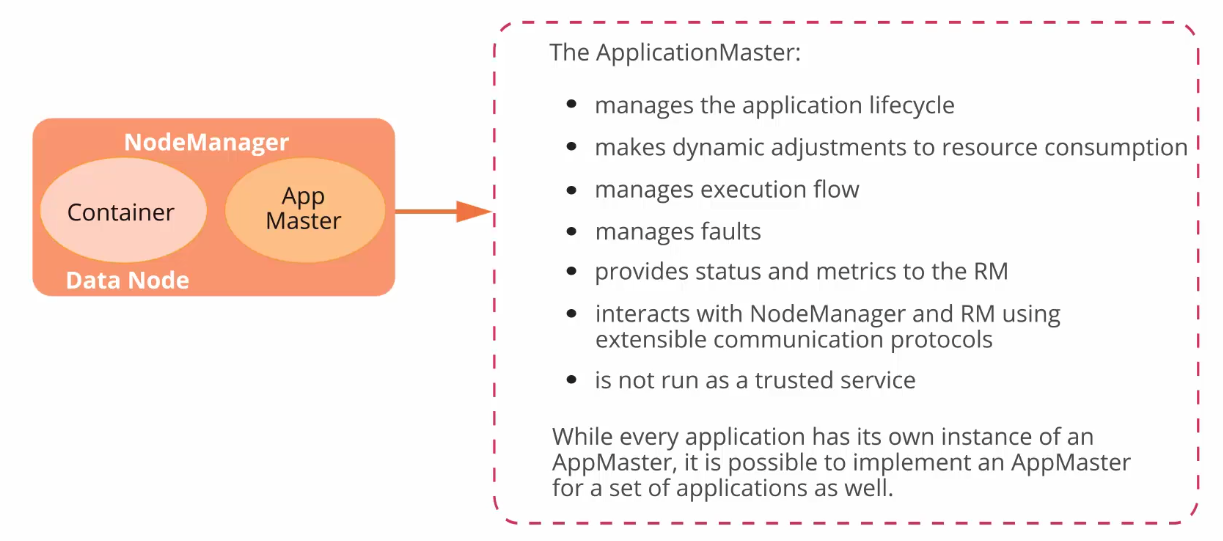 NodeManager
Container
App
Master
Data Node
The ApplicationMaster:
• manages the application lifecycle
• makes dynamic adjustments to resource consumption
• manages execution flow
• manages faults
• provides status and metrics to the RM
• interacts with NodeManager and RM using
extensible communication protocols
• is not run as a trusted service
While every application has its own instance of an
AppMaster, it is possible to implement an AppMaster
for a set of applications as well.